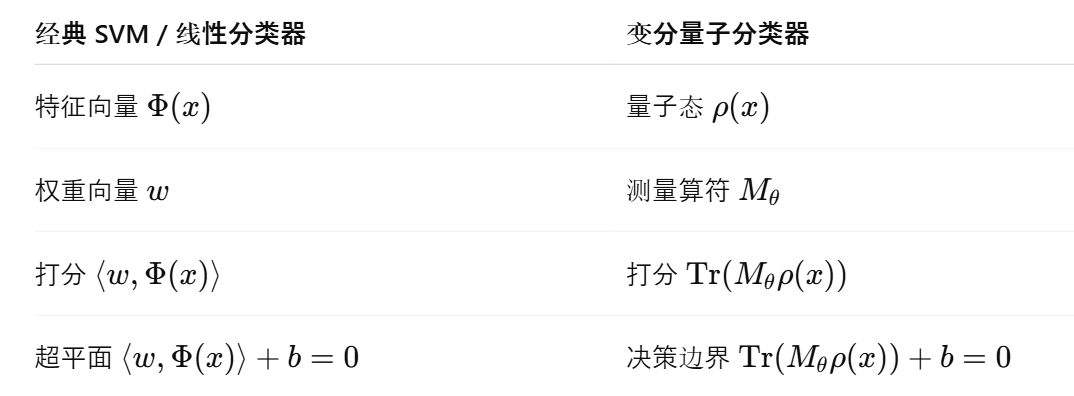 经典 SVM / 线性分类器 变分量子分类器
特征向量 Φ(x) 量子态 ρ(x)
权重向量 w 测量算符 M_θ
打分 ⟨w, Φ(x)⟩ 打分 Tr(M_θρ(x))
超平面 ⟨w, Φ(x)⟩ + b = 0 决策边界 Tr(M_θρ(x)) + b = 0